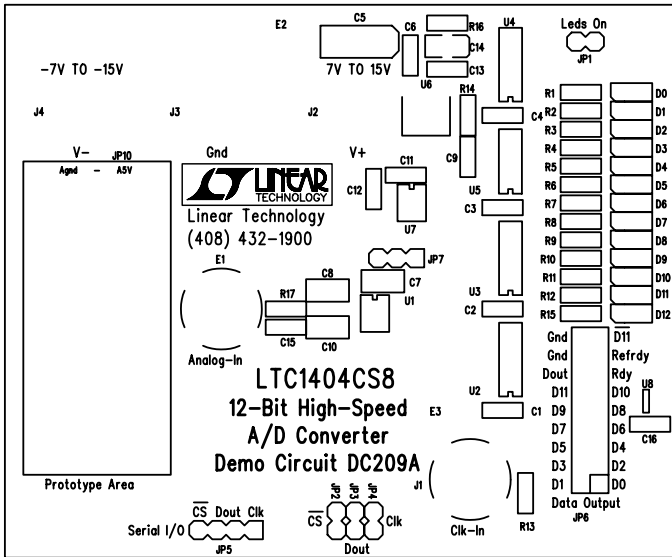 E2
C5
C6
R16
U4
Leds On
C14
JP1
-7V TO -15V
7V TO 15V
C13
U6
J4
J3
J2
R14
C4
R1
D0
R2
D1
R3
D2
R4
D3
R5
D4
R6
D5
R7
D6
R8
D7
R9
D8
R10
D9
R11
D10
R12
D11
R15
D12
V-
JP10
Gnd
V+
C11
C9
Agnd - A5V
LINEAR
TECHNOLOGY
C12
U5
Linear Technology
U7
C3
(408) 432-1900
E1
JP7
C8
C7
R17
U1
U3
C2
C15
C10
Analog-In
Gnd
D11
Gnd
Refrdy
Dout
Rdy
D11
D10
D9
D8
D7
D6
D5
D4
D3
D2
D1
D0
Data Output
JP6
U8
C16
LTC1404CS8
12-Bit High-Speed
A/D Converter
Demo Circuit DC209A
U2
E3
C1
Prototype Area
J1
Clk-In
R13
CS Dout Clk
Serial I/O
JP5
JP2
JP3
JP4
CS
Clk
Dout